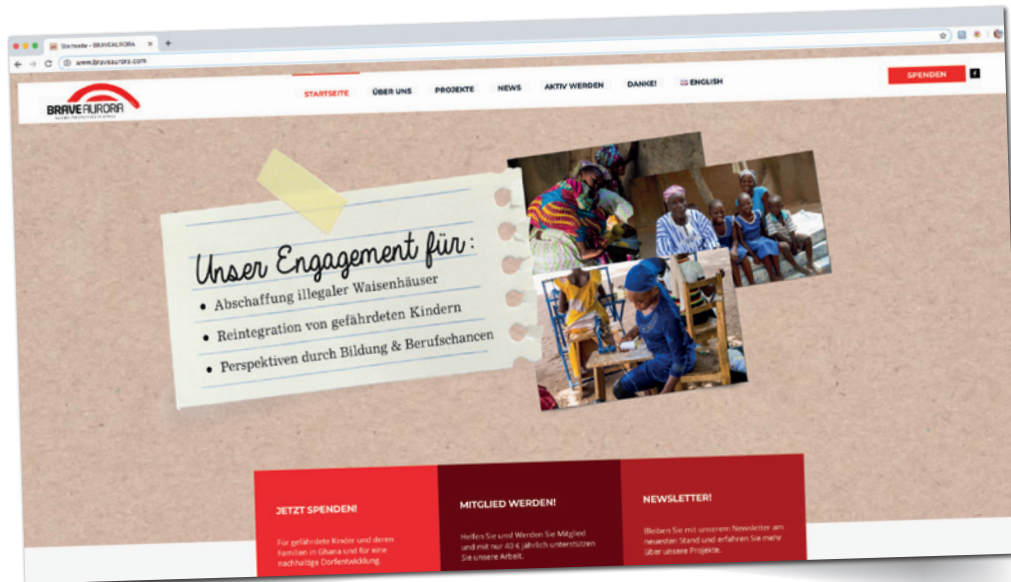 Startseite - BRAVEAURORA
www.braveaurora.com
BRAVEAURORA
STARTSEITE ÜBER UNS PROJEKTE NEWS AKTIV WERDEN DANKE! ENGLISH
SPENDEN
Unser Engagement für:
• Abschaffung illegaler Waisenhäuser
• Reintegration von gefährdeten Kindern
• Perspektiven durch Bildung & Berufschancen
JETZT SPENDEN!
Für gefährdete Kinder und deren
Familien in Ghana und für eine
nachhaltige Dorfentwicklung.
MITGLIED WERDEN!
Helfen Sie uns! Werden Sie Mitglied
und mit nur 40 € jährlich unterstützen
Sie unsere Arbeit.
NEWSLETTER!
Bleiben Sie mit unserem Newsletter am
neuesten Stand und erfahren Sie mehr
über unsere Projekte.